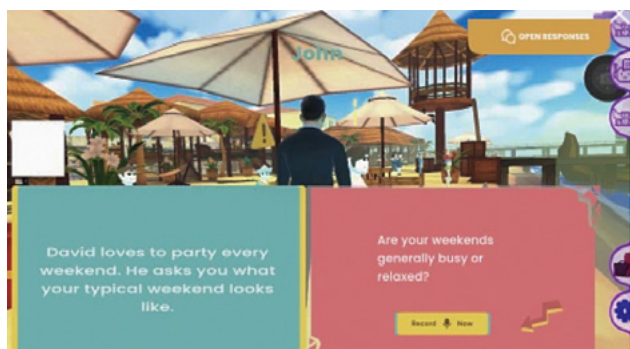 OPEN RESPONSES
John
David loves to party every
weekend. He asks you what
your typical weekend looks
like.
Are your weekends
generally busy or
relaxed?
Record Now